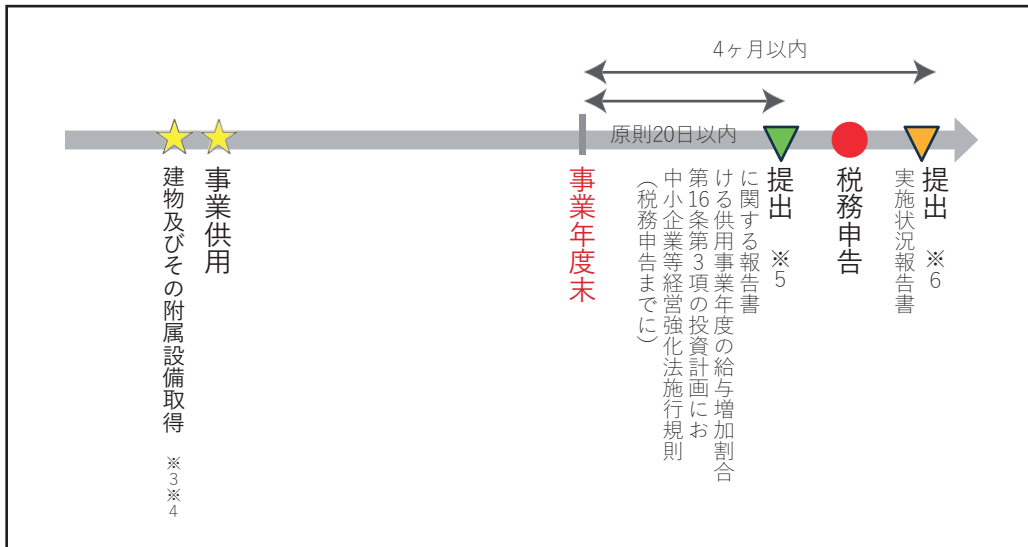 4ヶ月以内
原則20日以内
建物及びその附属設備取得 ※3※4
事業供用
事業年度末
提出 ※5
中小企業等経営強化法施行規則
第16条第3項の投資計画にお
ける供用事業年度の給与増加割合
に関する報告書
(税務申告までに)
税務申告
提出 ※6
実施状況報告書